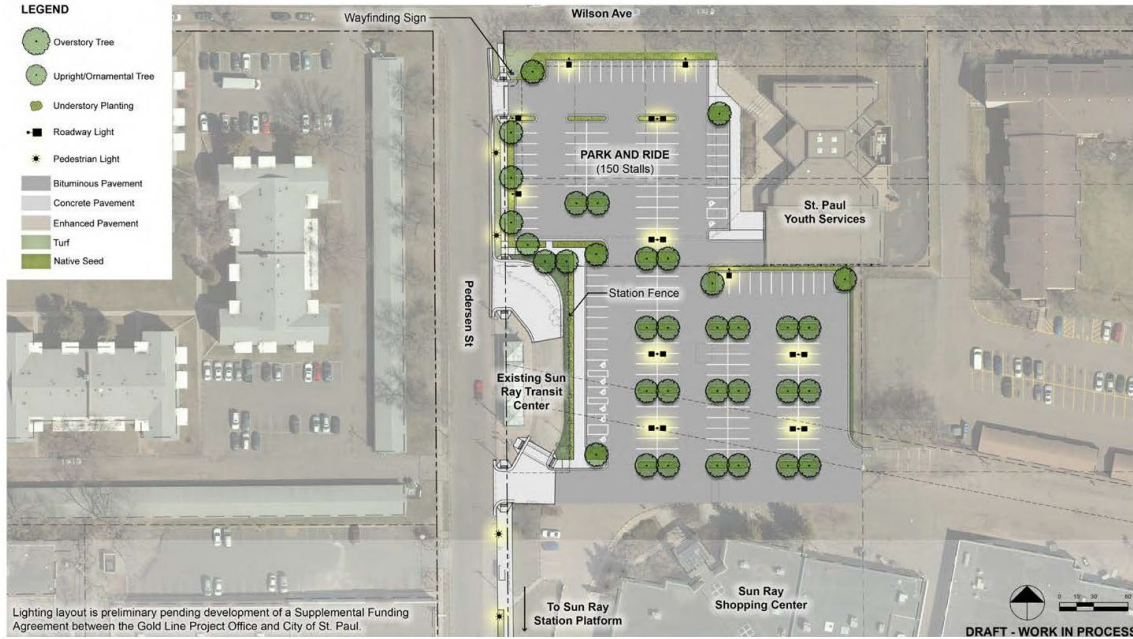 LEGEND
Overstory Tree
Upright/Ornamental Tree
Understory Planting
Roadway Light
Pedestrian Light
Bituminous Pavement
Concrete Pavement
Enhanced Pavement
Turf
Native Seed
Wayfinding Sign
Wilson Ave
PARK AND RIDE
(150 Stalls)
St. Paul
Youth Services
Pedersen St
Station Fence
Existing Sun
Ray Transit
Center
To Sun Ray
Station Platform
Sun Ray
Shopping Center
Lighting layout is preliminary pending development of a Supplemental Funding
Agreement between the Gold Line Project Office and City of St. Paul.
0 15 30 60
DRAFT - WORK IN PROCESS